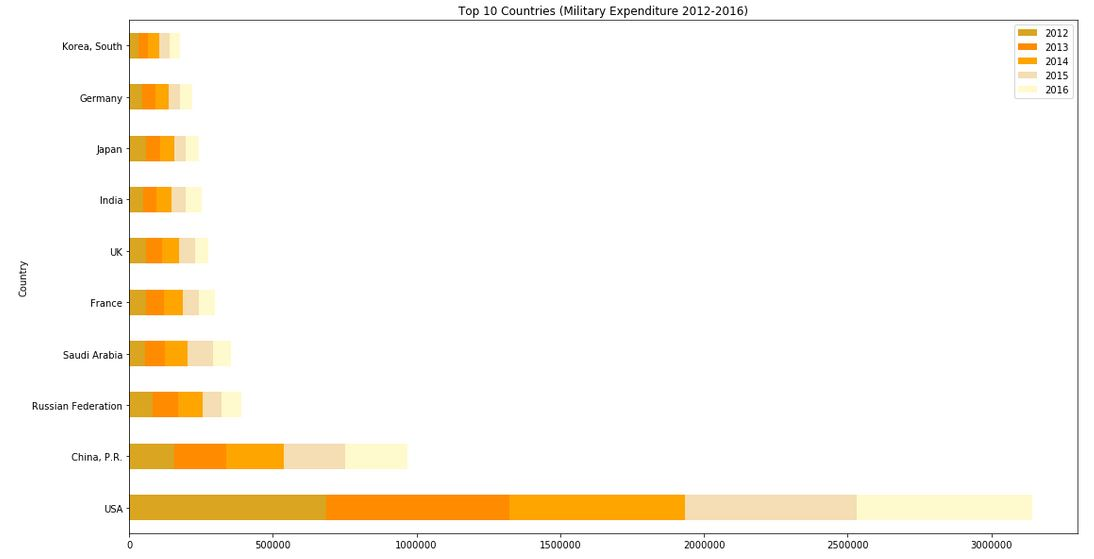 Top 10 Countries (Military Expenditure 2012-2016)
2012
2013
2014
2015
2016
Country
Korea, South
Germany
Japan
India
UK
France
Saudi Arabia
Russian Federation
China, P.R.
USA
0
500000
1000000
1500000
2000000
2500000
3000000